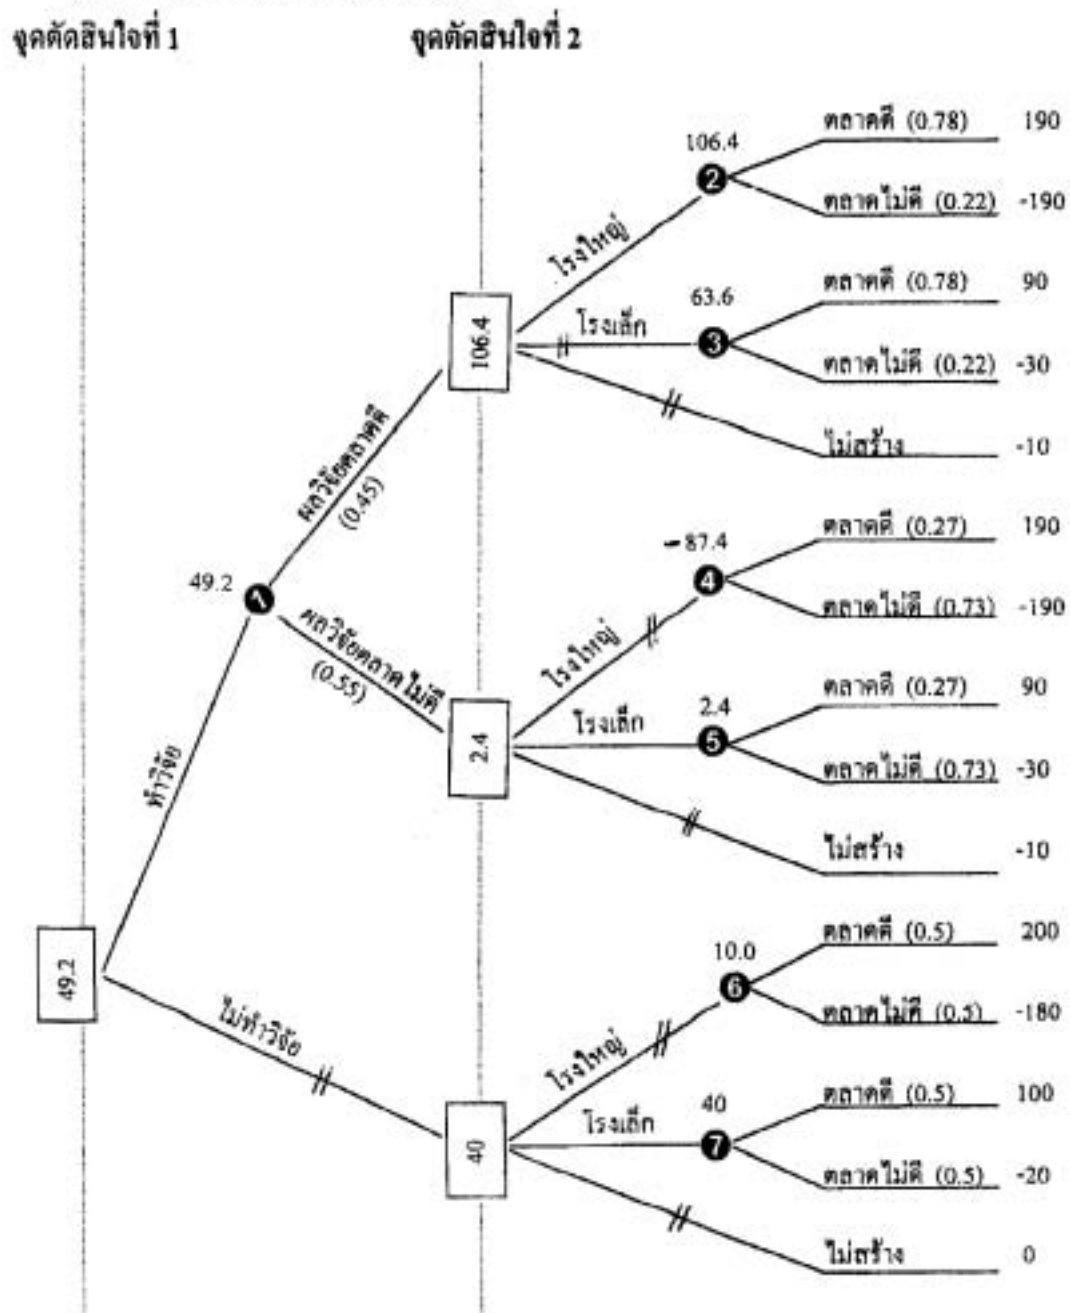 จุดตัดสินใจที่ 1
จุดตัดสินใจที่ 2
ตลาดดี (0.78) 190
106.4
2
ตลาดไม่ดี (0.22) -190
โรงใหญ่
ตลาดดี (0.78) 90
63.6
โรงเล็ก
3
106.4
ตลาดไม่ดี (0.22) -30
ไม่สร้าง -10
ผลวิจัยตลาดดี
(0.45)
ตลาดดี (0.27) 190
-87.4
4
49.2
1
ตลาดไม่ดี (0.73) -190
ผลวิจัยตลาดไม่ดี
(0.55)
โรงใหญ่
ตลาดดี (0.27) 90
2.4
โรงเล็ก
5
2.4
ตลาดไม่ดี (0.73) -30
ทำวิจัย
ไม่สร้าง -10
ตลาดดี (0.5) 200
10.0
6
49.2
ตลาดไม่ดี (0.5) -180
ไม่ทำวิจัย
โรงใหญ่
ตลาดดี (0.5) 100
40
โรงเล็ก
7
40
ตลาดไม่ดี (0.5) -20
ไม่สร้าง 0